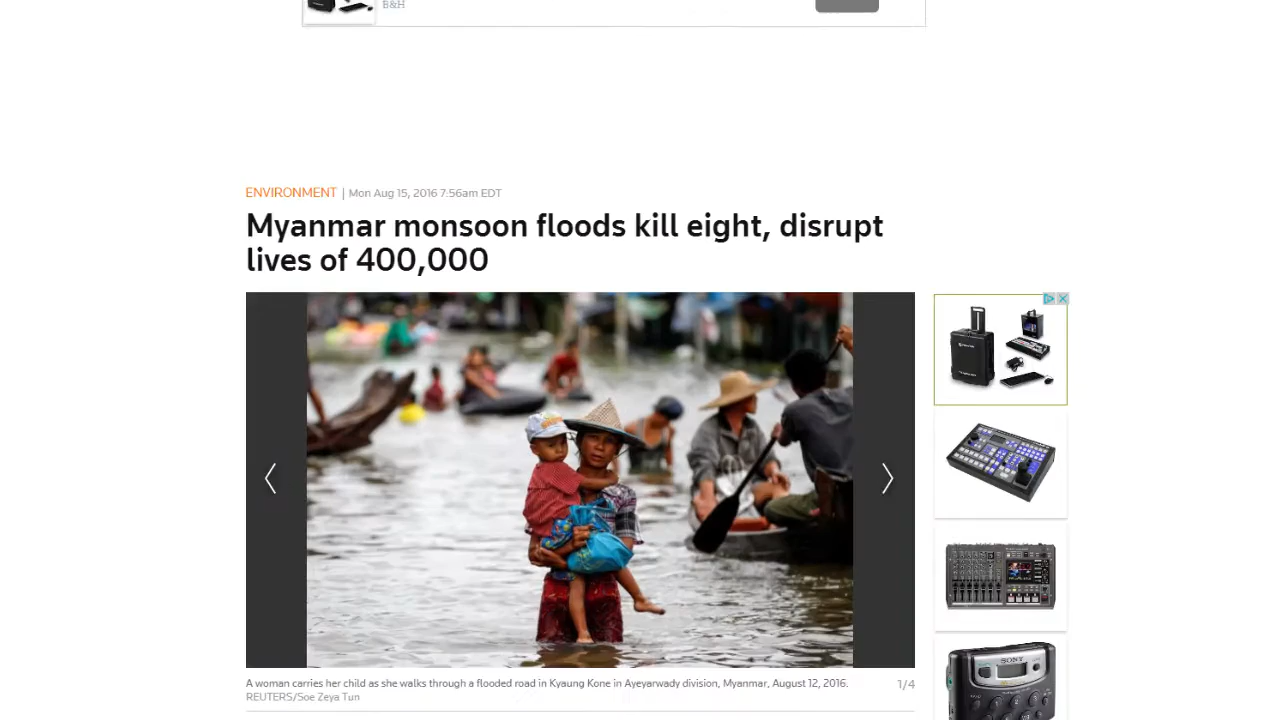 B&H
ENVIRONMENT | Mon Aug 15, 2016 7:56am EDT
Myanmar monsoon floods kill eight, disrupt
lives of 400,000
A woman carries her child as she walks through a flooded road in Kyaung Kone in Ayeyarwady division, Myanmar, August 12, 2016.
1/4
REUTERS/Soe Zeya Tun
SONY